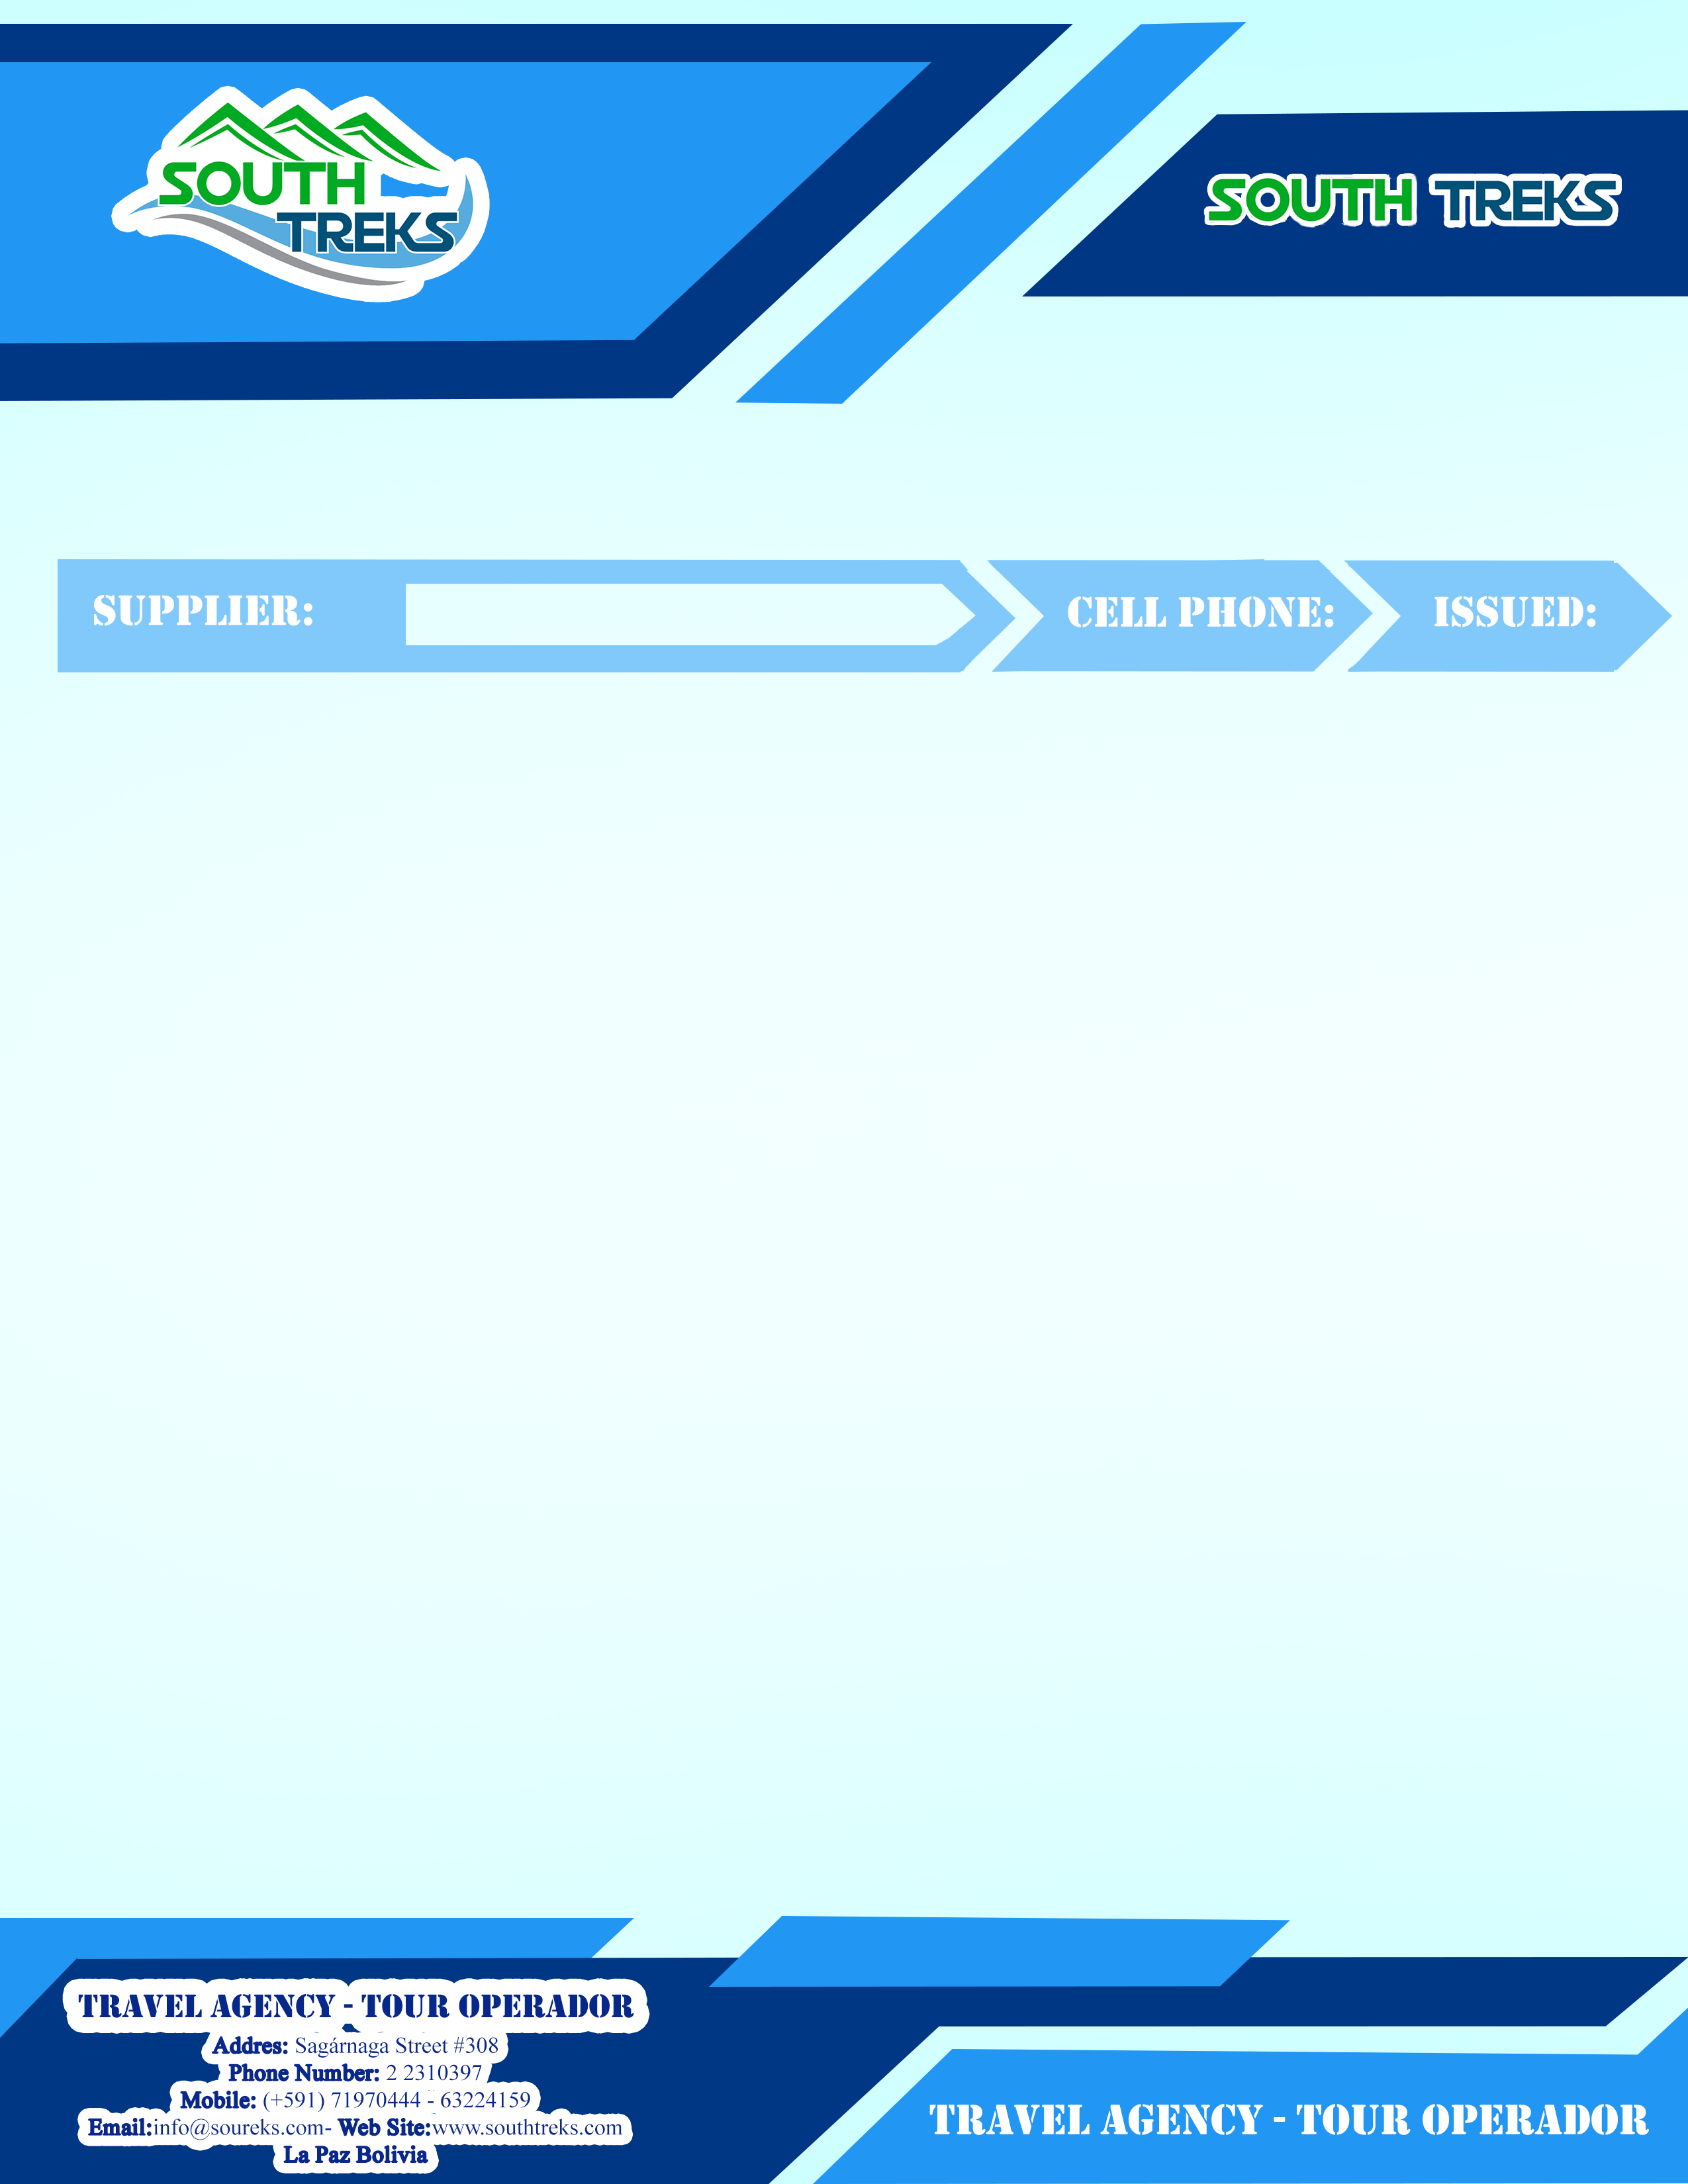 SOUTH
TREKS
SOUTH TREKS
SUPPLIER:
CELL PHONE:
ISSUED:
TRAVEL AGENCY - TOUR OPERADOR
Addres: Sagárnaga Street #308
Phone Number: 2 2310397
Mobile: (+591) 71970444 - 63224159
Email:info@soureks.com- Web Site:www.southtreks.com
La Paz Bolivia
TRAVEL AGENCY - TOUR OPERADOR